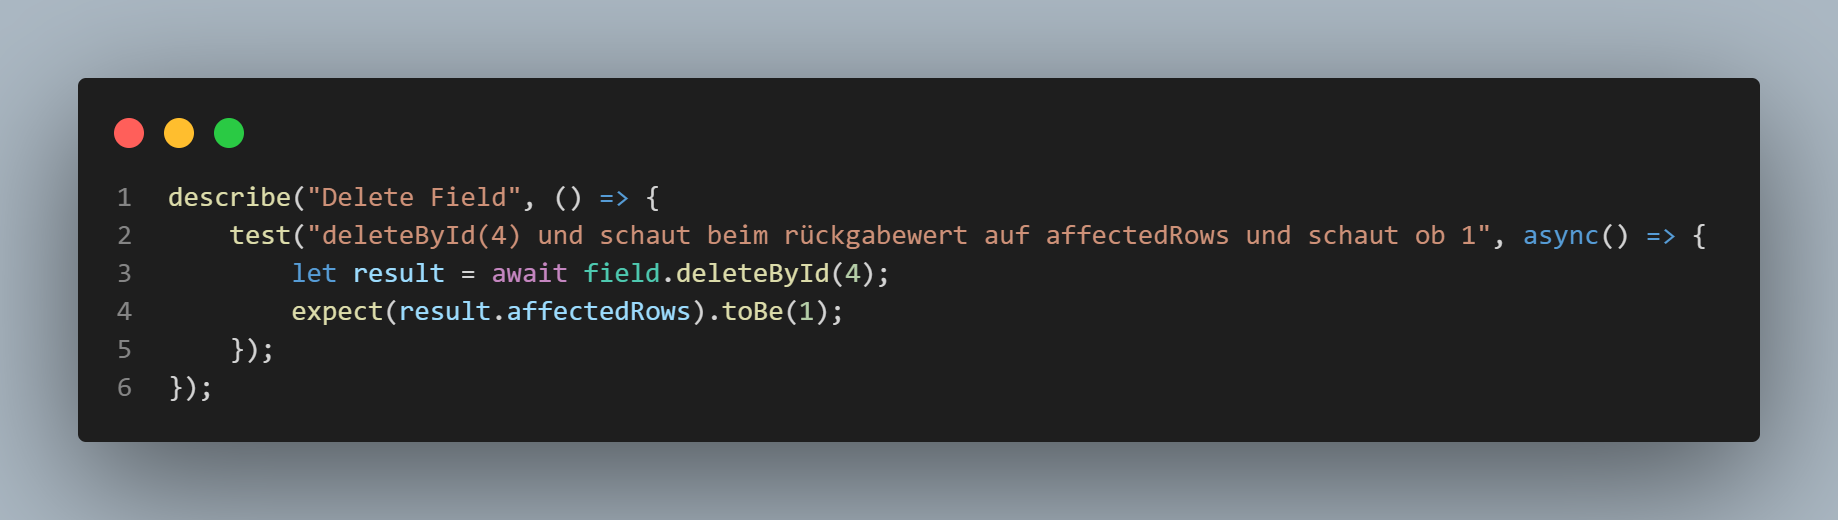 1 describe("Delete Field", () => {
2     test("deleteById(4) und schaut beim rückgabewert auf affectedRows und schaut ob 1", async() => {
3         let result = await field.deleteById(4);
4         expect(result.affectedRows).toBe(1);
5     });
6 });